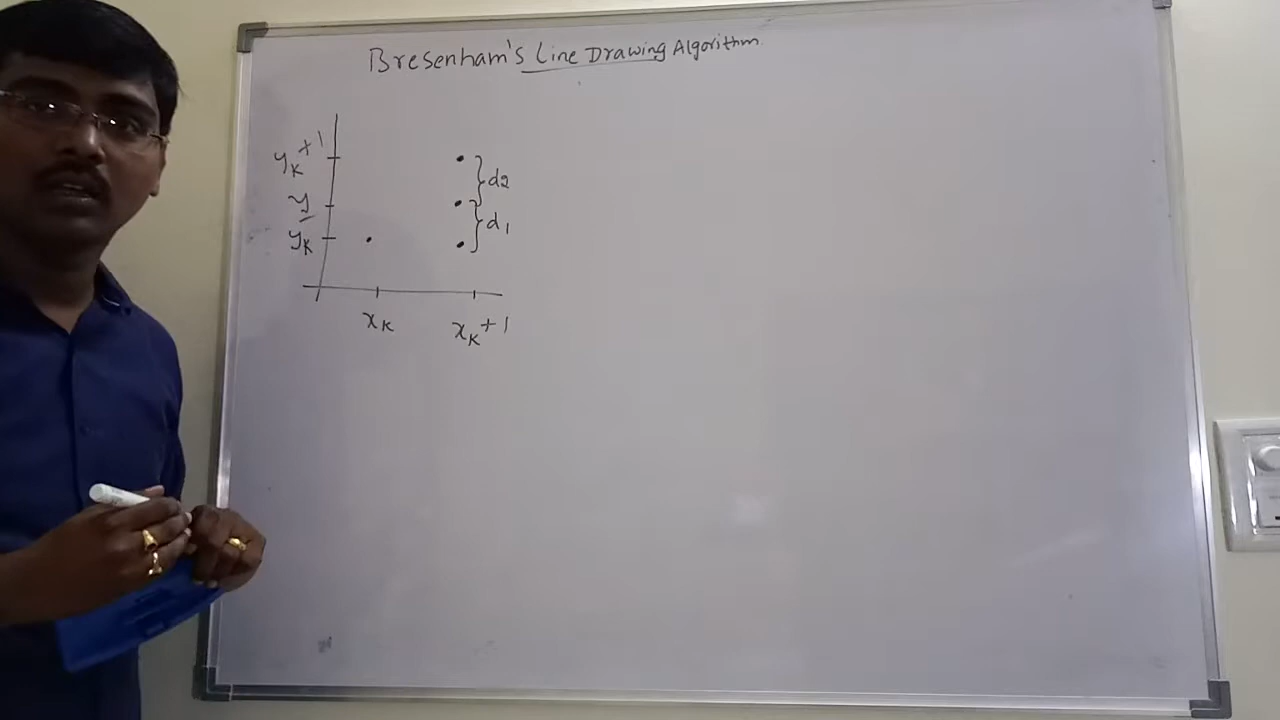 Bresenham's Line Drawing Algorithm.
yK+1
d2
y
d1
yK
xK
xK+1